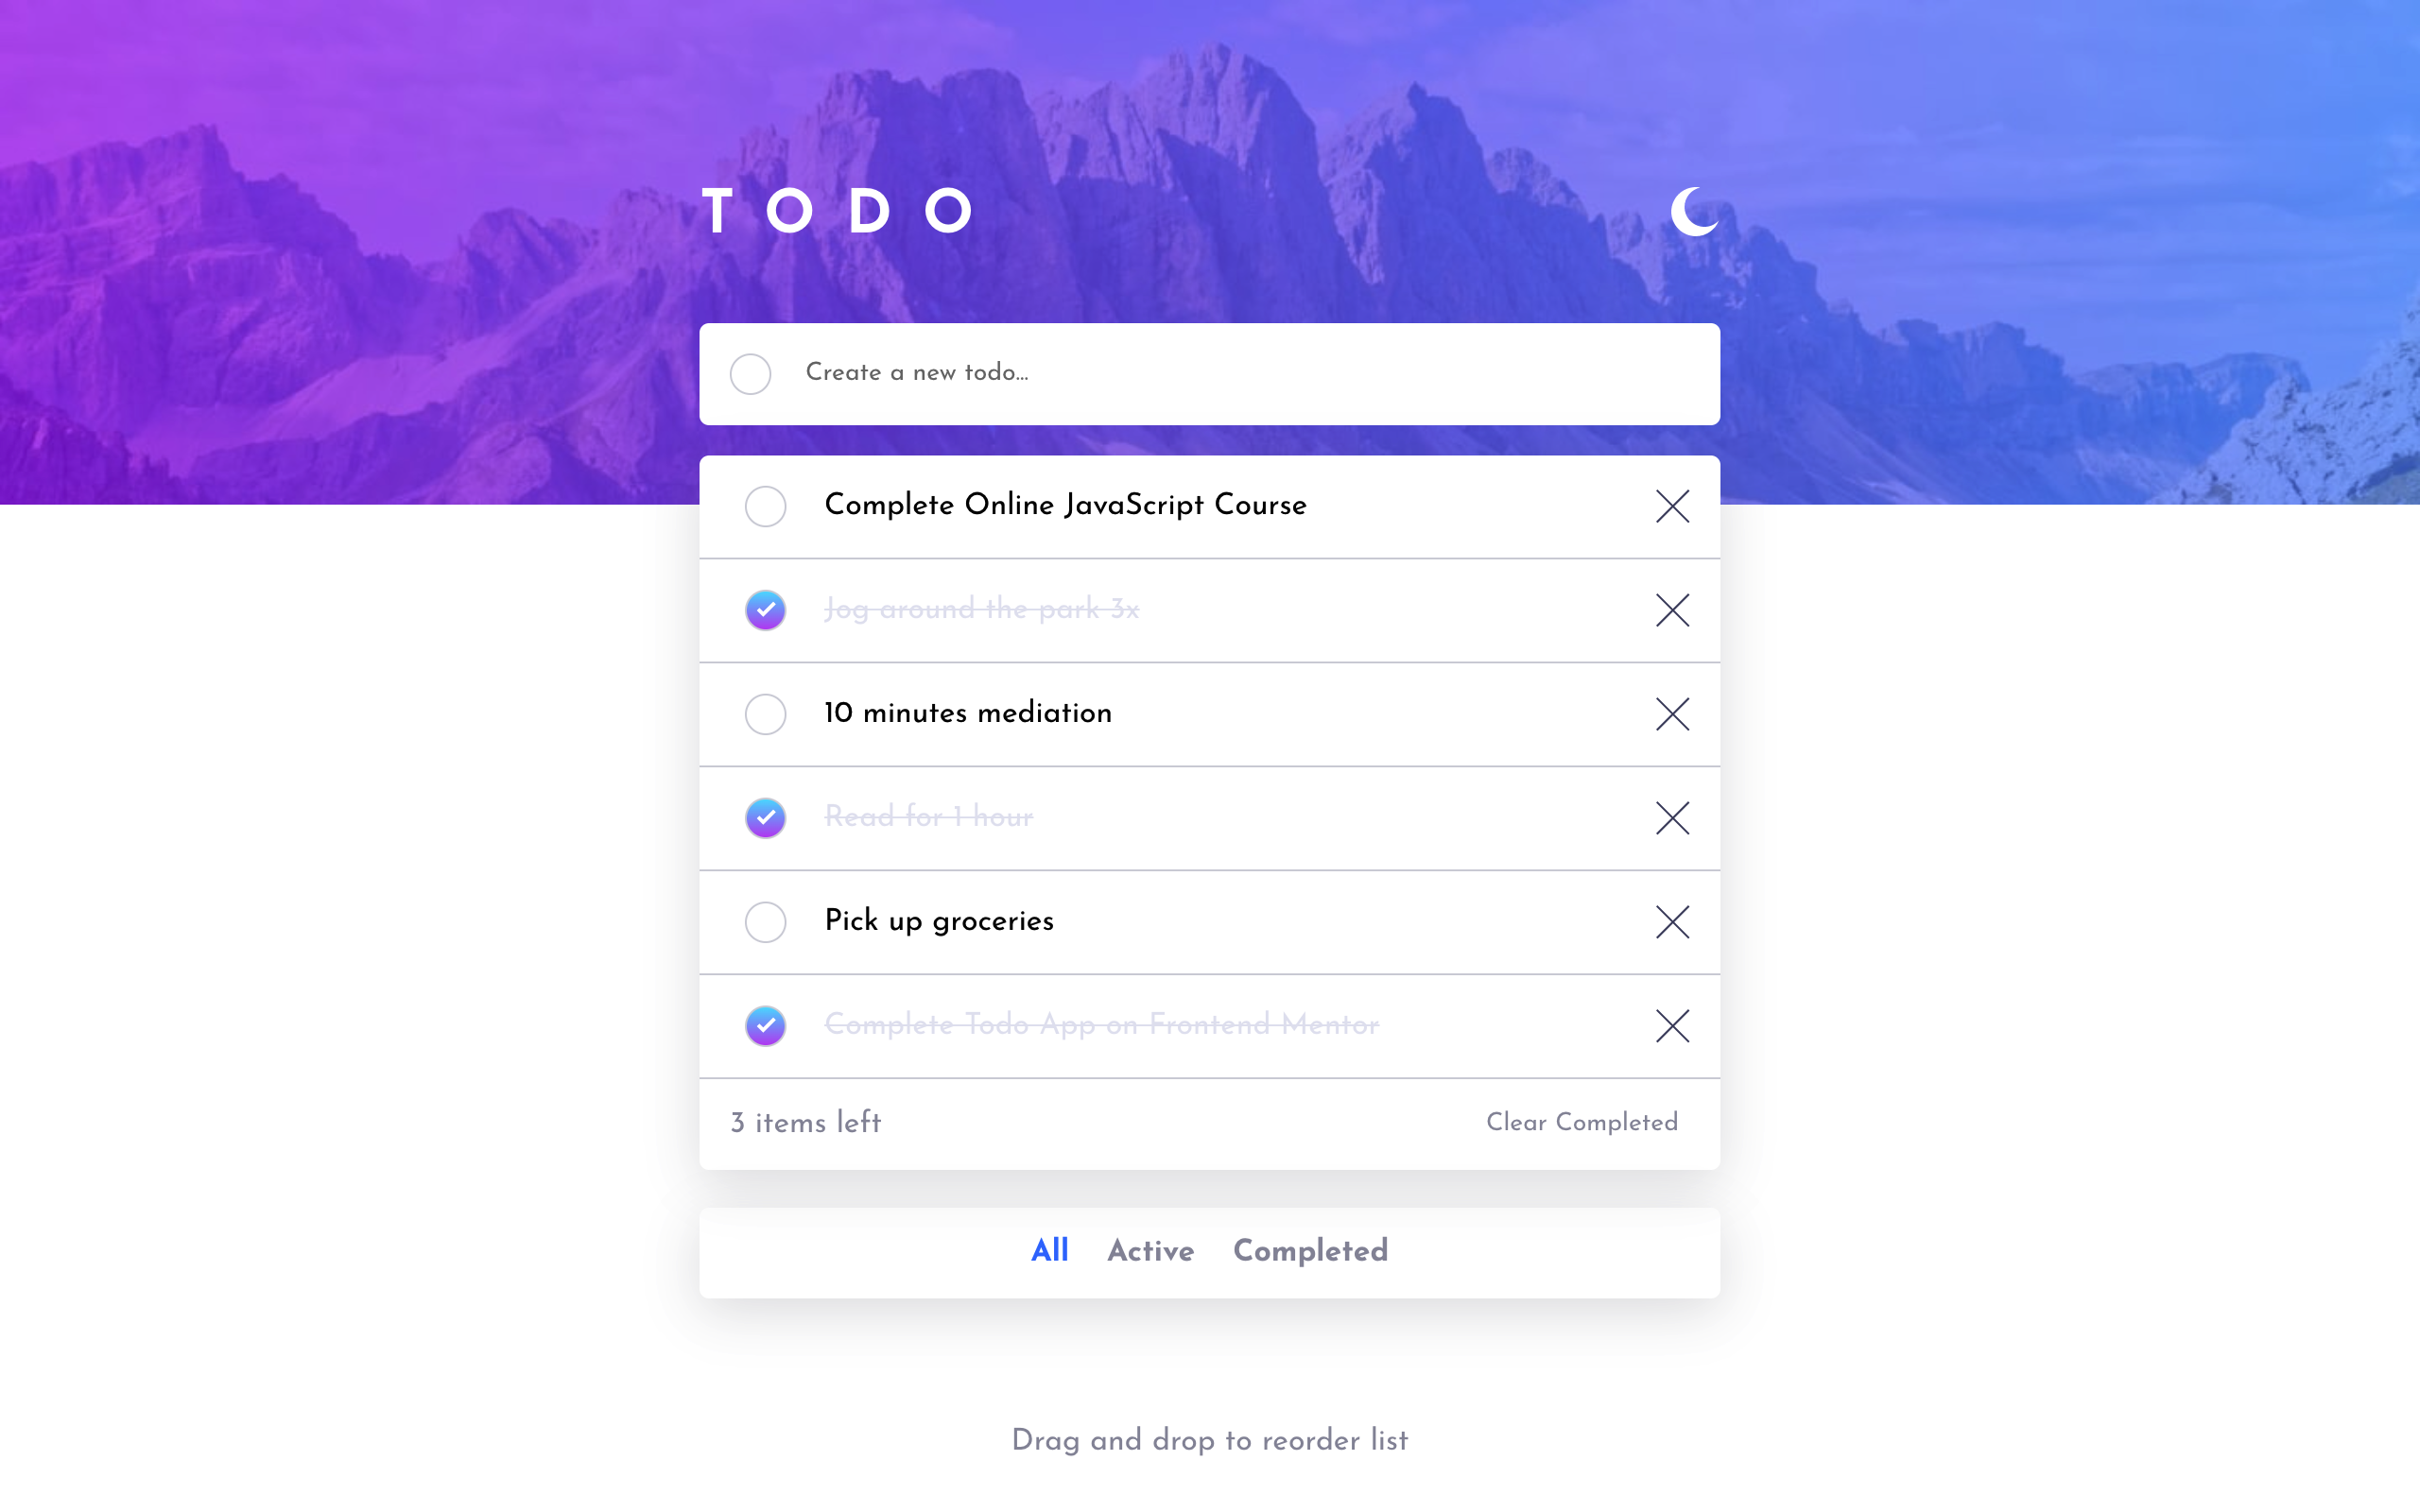 TODO
Create a new todo...
Complete Online JavaScript Course
Jog around the park 3x
10 minutes mediation
Read for 1 hour
Pick up groceries
Complete Todo App on Frontend Mentor
3 items left Clear Completed
All Active Completed
Drag and drop to reorder list